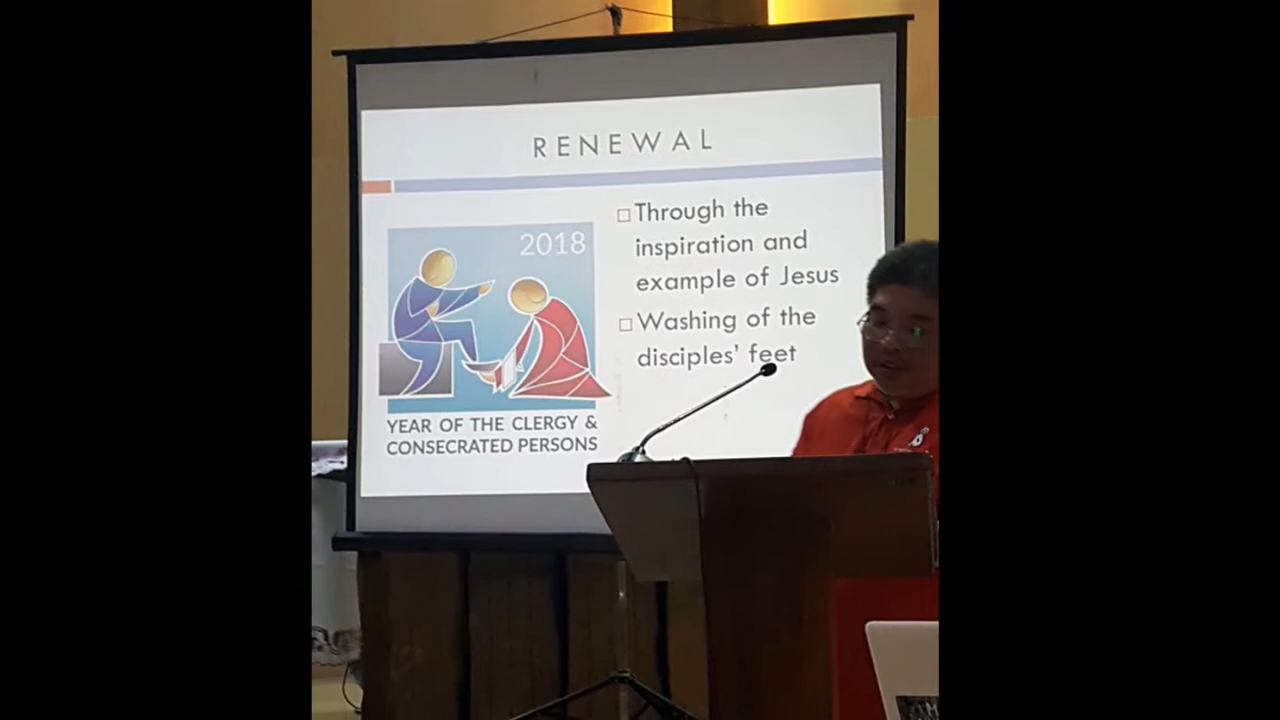 RENEWAL
Through the
inspiration and
example of Jesus
Washing of the
disciples' feet
2018
YEAR OF THE CLERGY &
CONSECRATED PERSONS